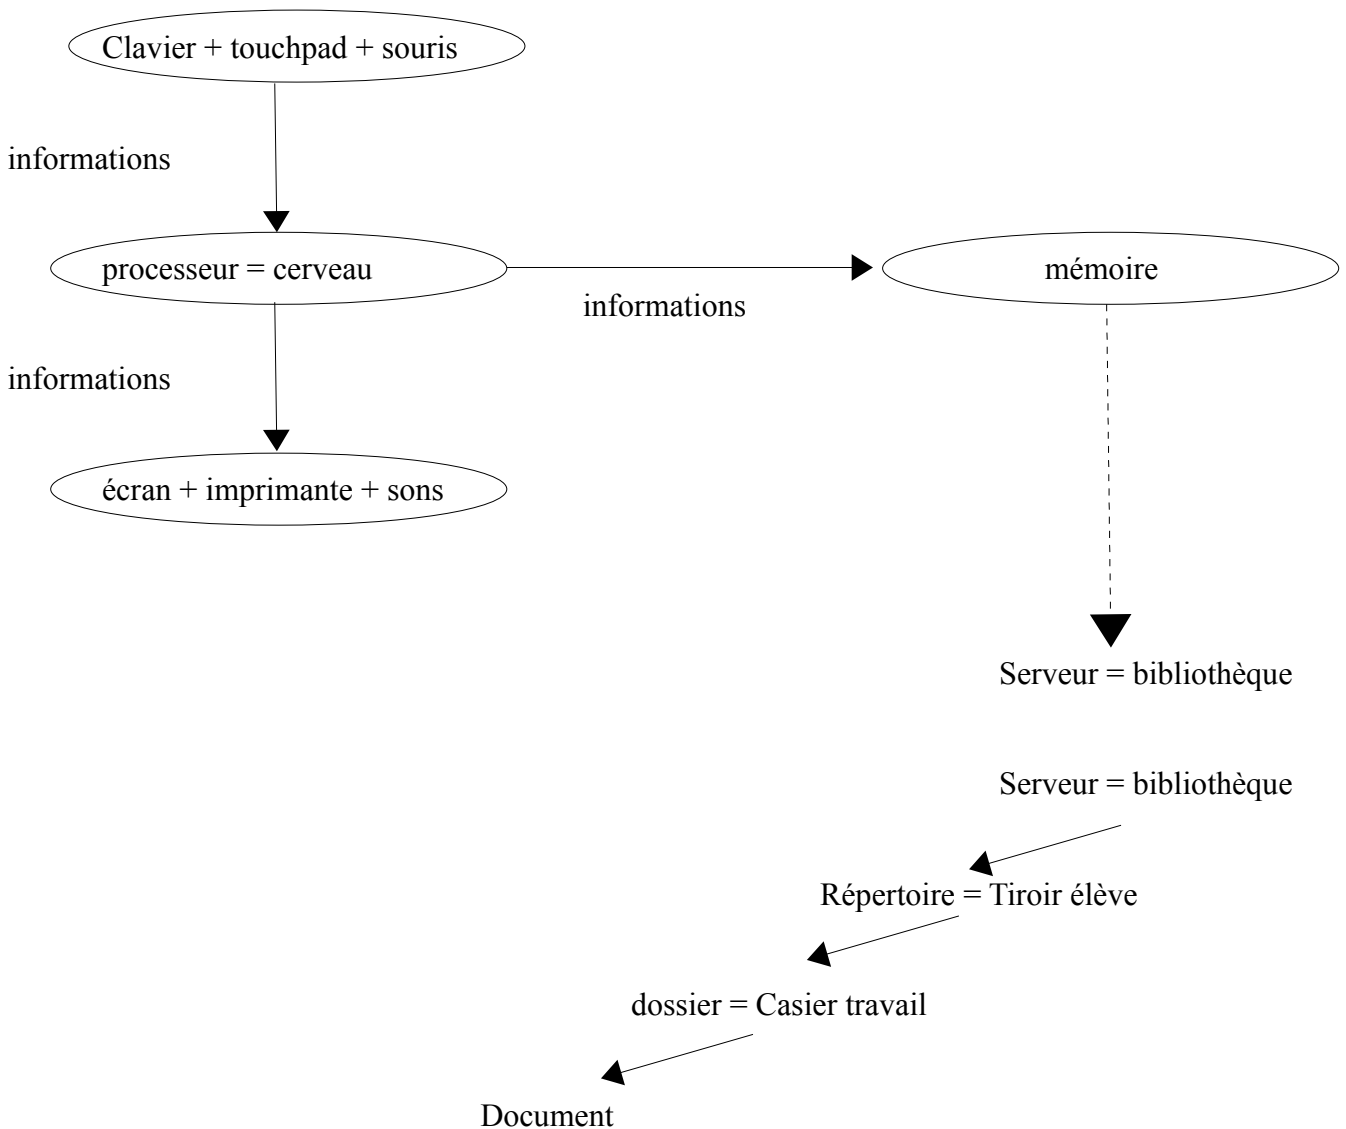 Clavier + touchpad + souris
informations
processeur = cerveau
informations
mémoire
informations
écran + imprimante + sons
Serveur = bibliothèque
Serveur = bibliothèque
Répertoire = Tiroir élève
dossier = Casier travail
Document